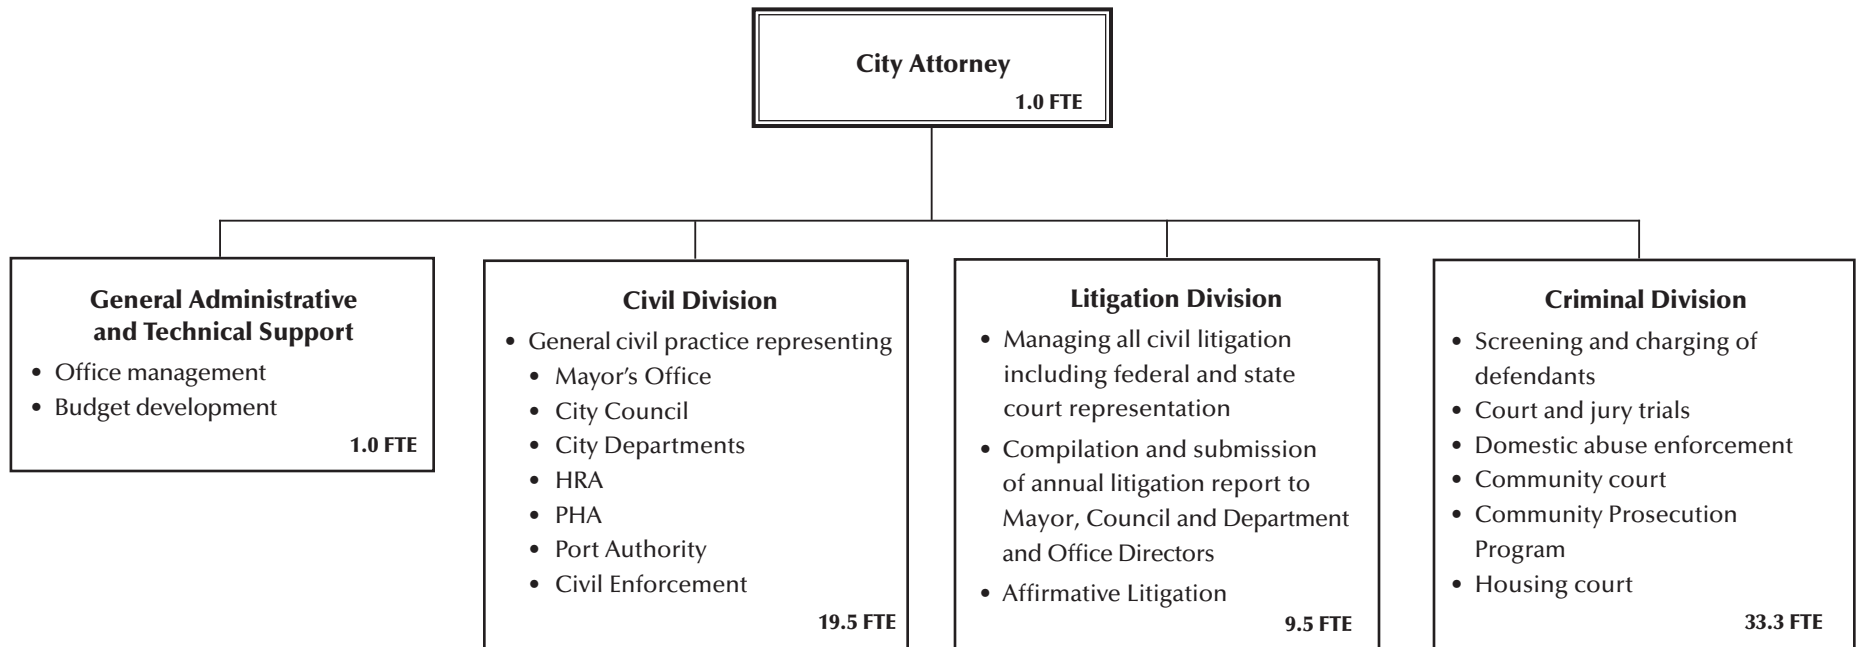 City Attorney
1.0 FTE
General Administrative
and Technical Support
• Office management
• Budget development
1.0 FTE
Civil Division
• General civil practice representing
• Mayor's Office
• City Council
• City Departments
• HRA
• PHA
• Port Authority
• Civil Enforcement
19.5 FTE
Litigation Division
• Managing all civil litigation
including federal and state
court representation
• Compilation and submission
of annual litigation report to
Mayor, Council and Department
and Office Directors
• Affirmative Litigation
9.5 FTE
Criminal Division
• Screening and charging of
defendants
• Court and jury trials
• Domestic abuse enforcement
• Community court
• Community Prosecution
Program
• Housing court
33.3 FTE